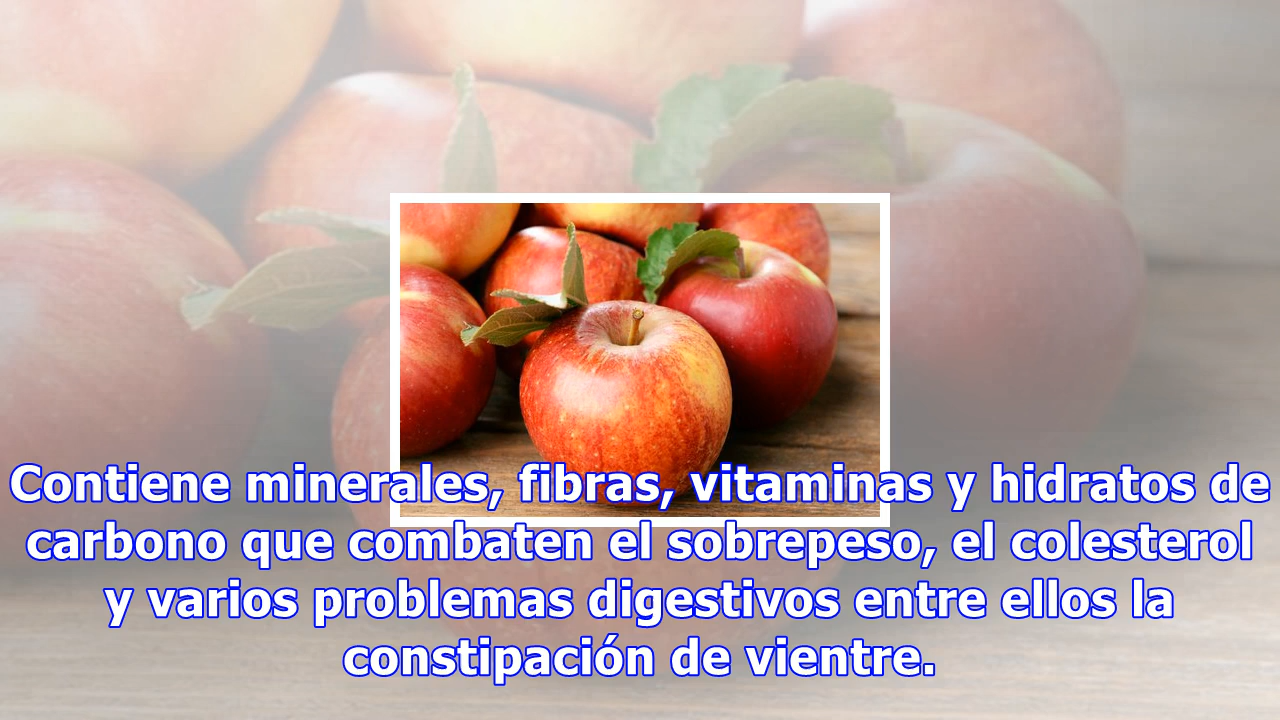 Contiene minerales, fibras, vitaminas y hidratos de
carbono que combaten el sobrepeso, el colesterol
y varios problemas digestivos entre ellos la
constipación de vientre.